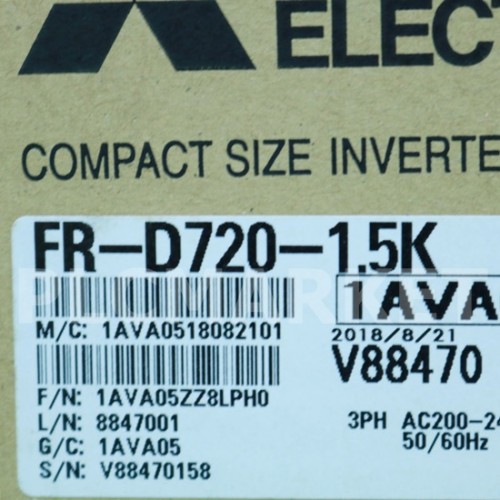 ELECT
COMPACT SIZE INVERTE
FR-D720-1.5K
1AVA
M/C: 1AVA0518082101
2018/8/21
V88470
F/N: 1AVA05ZZ8LPH0
L/N: 8847001
3PH AC200-24
G/C: 1AVA05
50/60Hz
S/N: V88470158